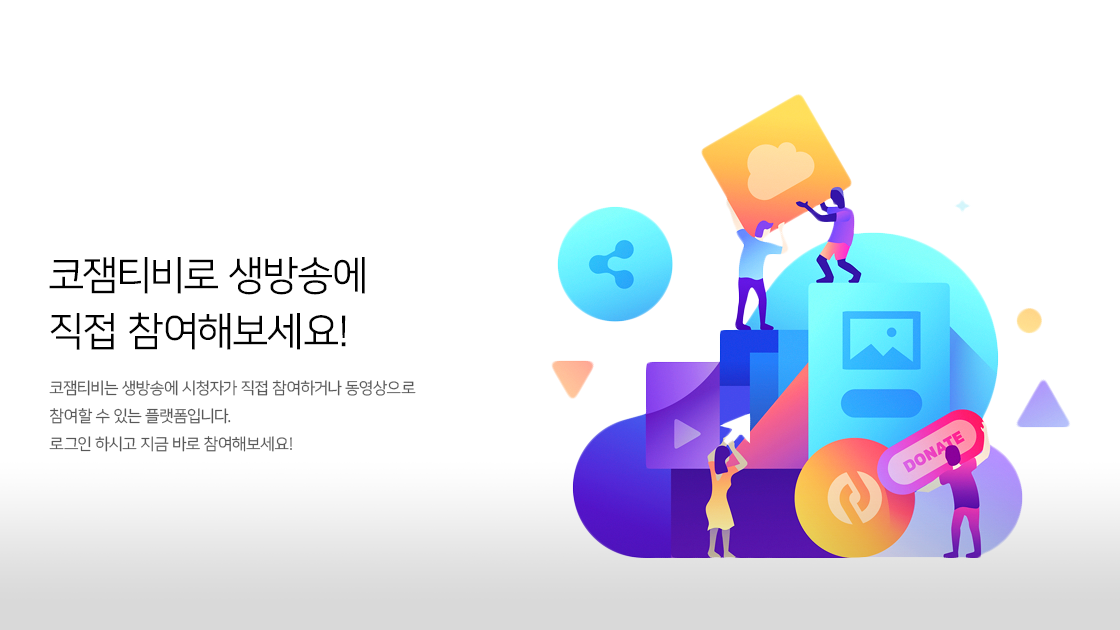 코잼티비로 생방송에
직접 참여해보세요!
코잼티비는 생방송에 시청자가 직접 참여하거나 동영상으로
참여할 수 있는 플랫폼입니다.
로그인 하시고 지금 바로 참여해보세요!
DONATE